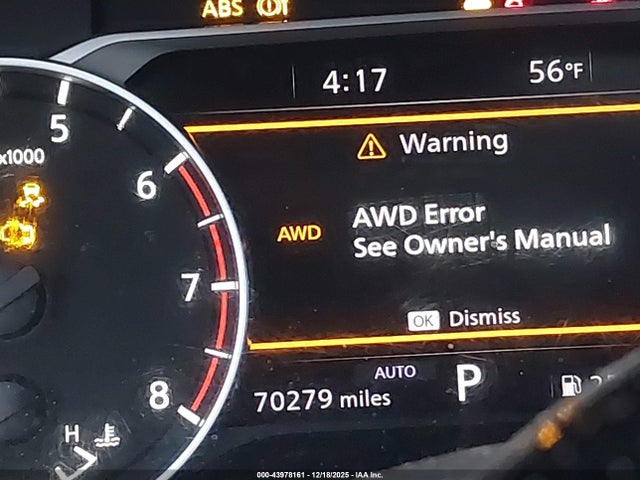 ABS
4:17
56°F
5
x1000
Warning
6
AWD
AWD Error
See Owner's Manual
7
OK Dismiss
AUTO
P
8
70279 miles
H
000-43978161 - 12/18/2025 - IAA Inc.